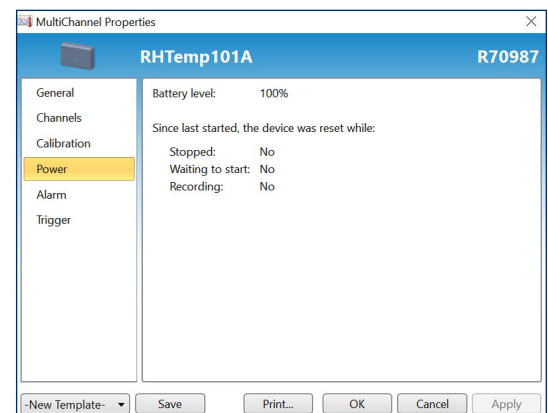 MultiChannel Properties
RHTemp101A R70987
General
Channels
Calibration
Power
Alarm
Trigger
Battery level: 100%
Since last started, the device was reset while:
Stopped: No
Waiting to start: No
Recording: No
-New Template- Save Print... OK Cancel Apply